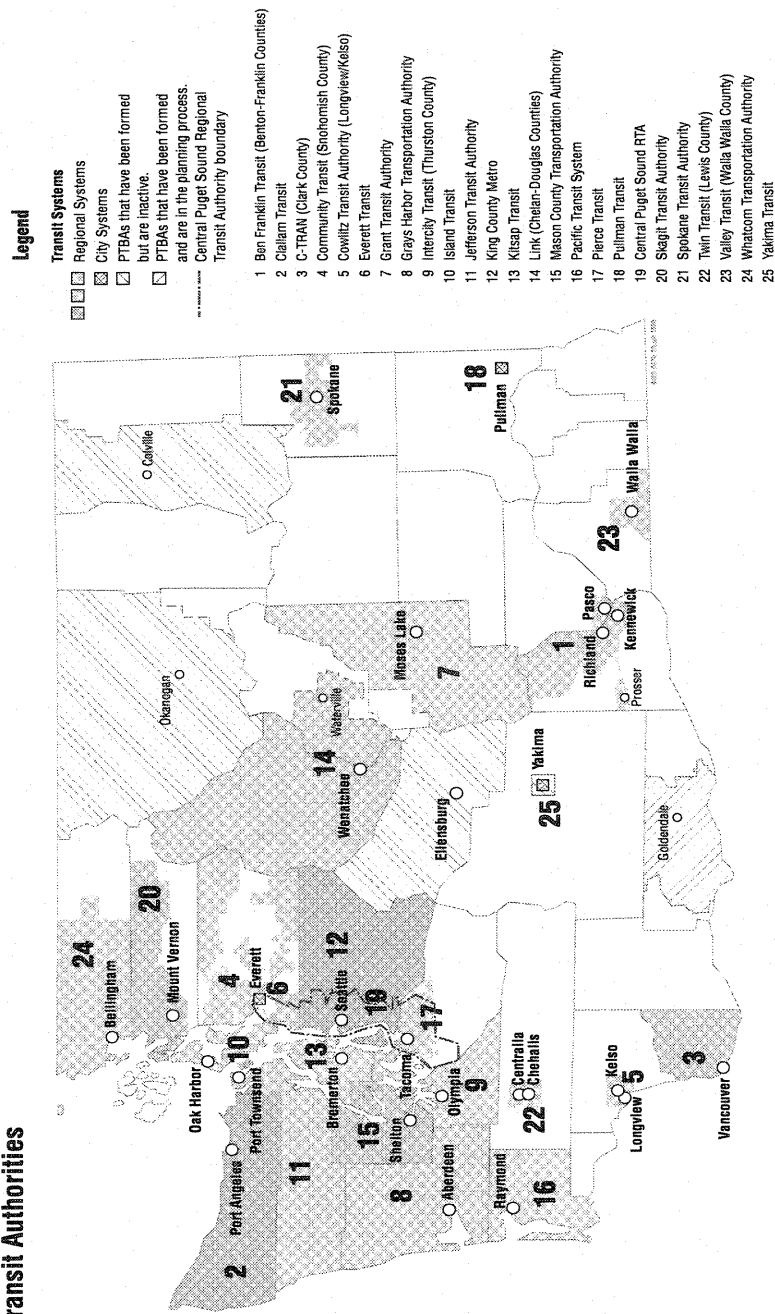 ransit Authorities
Legend
Transit Systems
Regional Systems
City Systems
PTBAs that have been formed
but are inactive.
PTBAs that have been formed
and are in the planning process.
Central Puget Sound Regional
Transit Authority boundary
1 Ben Franklin Transit (Benton-Franklin Counties)
2 Clallam Transit
3 C-TRAN (Clark County)
4 Community Transit (Snohomish County)
5 Cowlitz Transit Authority (Longview/Kelso)
6 Everett Transit
7 Grant Transit Authority
8 Grays Harbor Transportation Authority
9 Intercity Transit (Thurston County)
10 Island Transit
11 Jefferson Transit Authority
12 King County Metro
13 Kitsap Transit
14 Link (Chelan-Douglas Counties)
15 Mason County Transportation Authority
16 Pacific Transit System
17 Pierce Transit
18 Pullman Transit
19 Central Puget Sound RTA
20 Skagit Transit Authority
21 Spokane Transit Authority
22 Twin Transit (Lewis County)
23 Valley Transit (Walla Walla County)
24 Whatcom Transportation Authority
25 Yakima Transit
24
Bellingham
20
Mount Vernon
Oak Harbor
10
Port Townsend
Port Angeles
2
4
Everett
6
11
13
Bremerton
Seattle
19
12
15
Shelton
Tacoma
17
8
Aberdeen
Olympia
9
Raymond
16
Centralia
Chehalis
22
Kelso
5
Longview
3
Vancouver
Okanogan
14
Wenatchee
Waterville
Ellensburg
Moses Lake
7
Yakima
25
Goldendale
1
Richland
Pasco
Kennewick
Prosser
Colville
21
Spokane
18
Pullman
23
Walla Walla